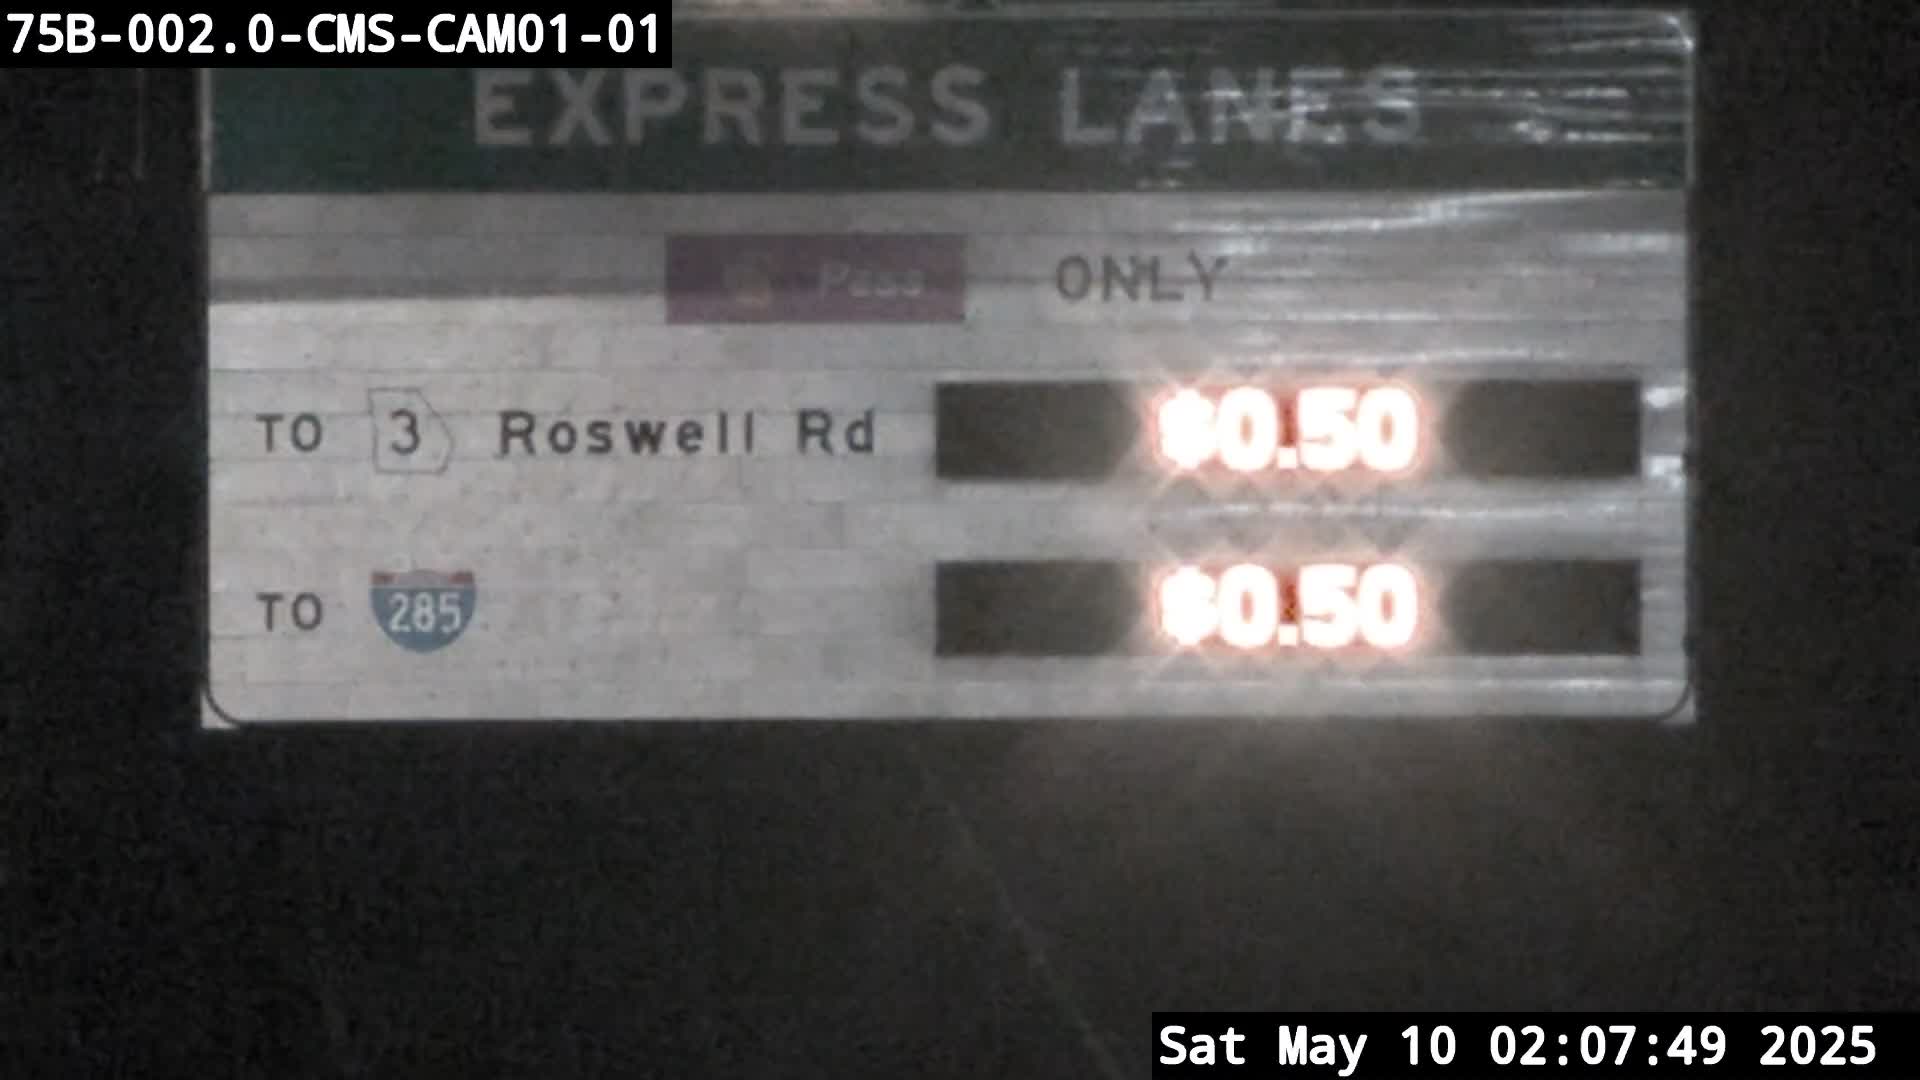 75B-002.0-CMS-CAM01-01
EXPRESS LANES
Pass ONLY
TO 3 Roswell Rd $0.50
TO 285 $0.50
Sat May 10 02:07:49 2025